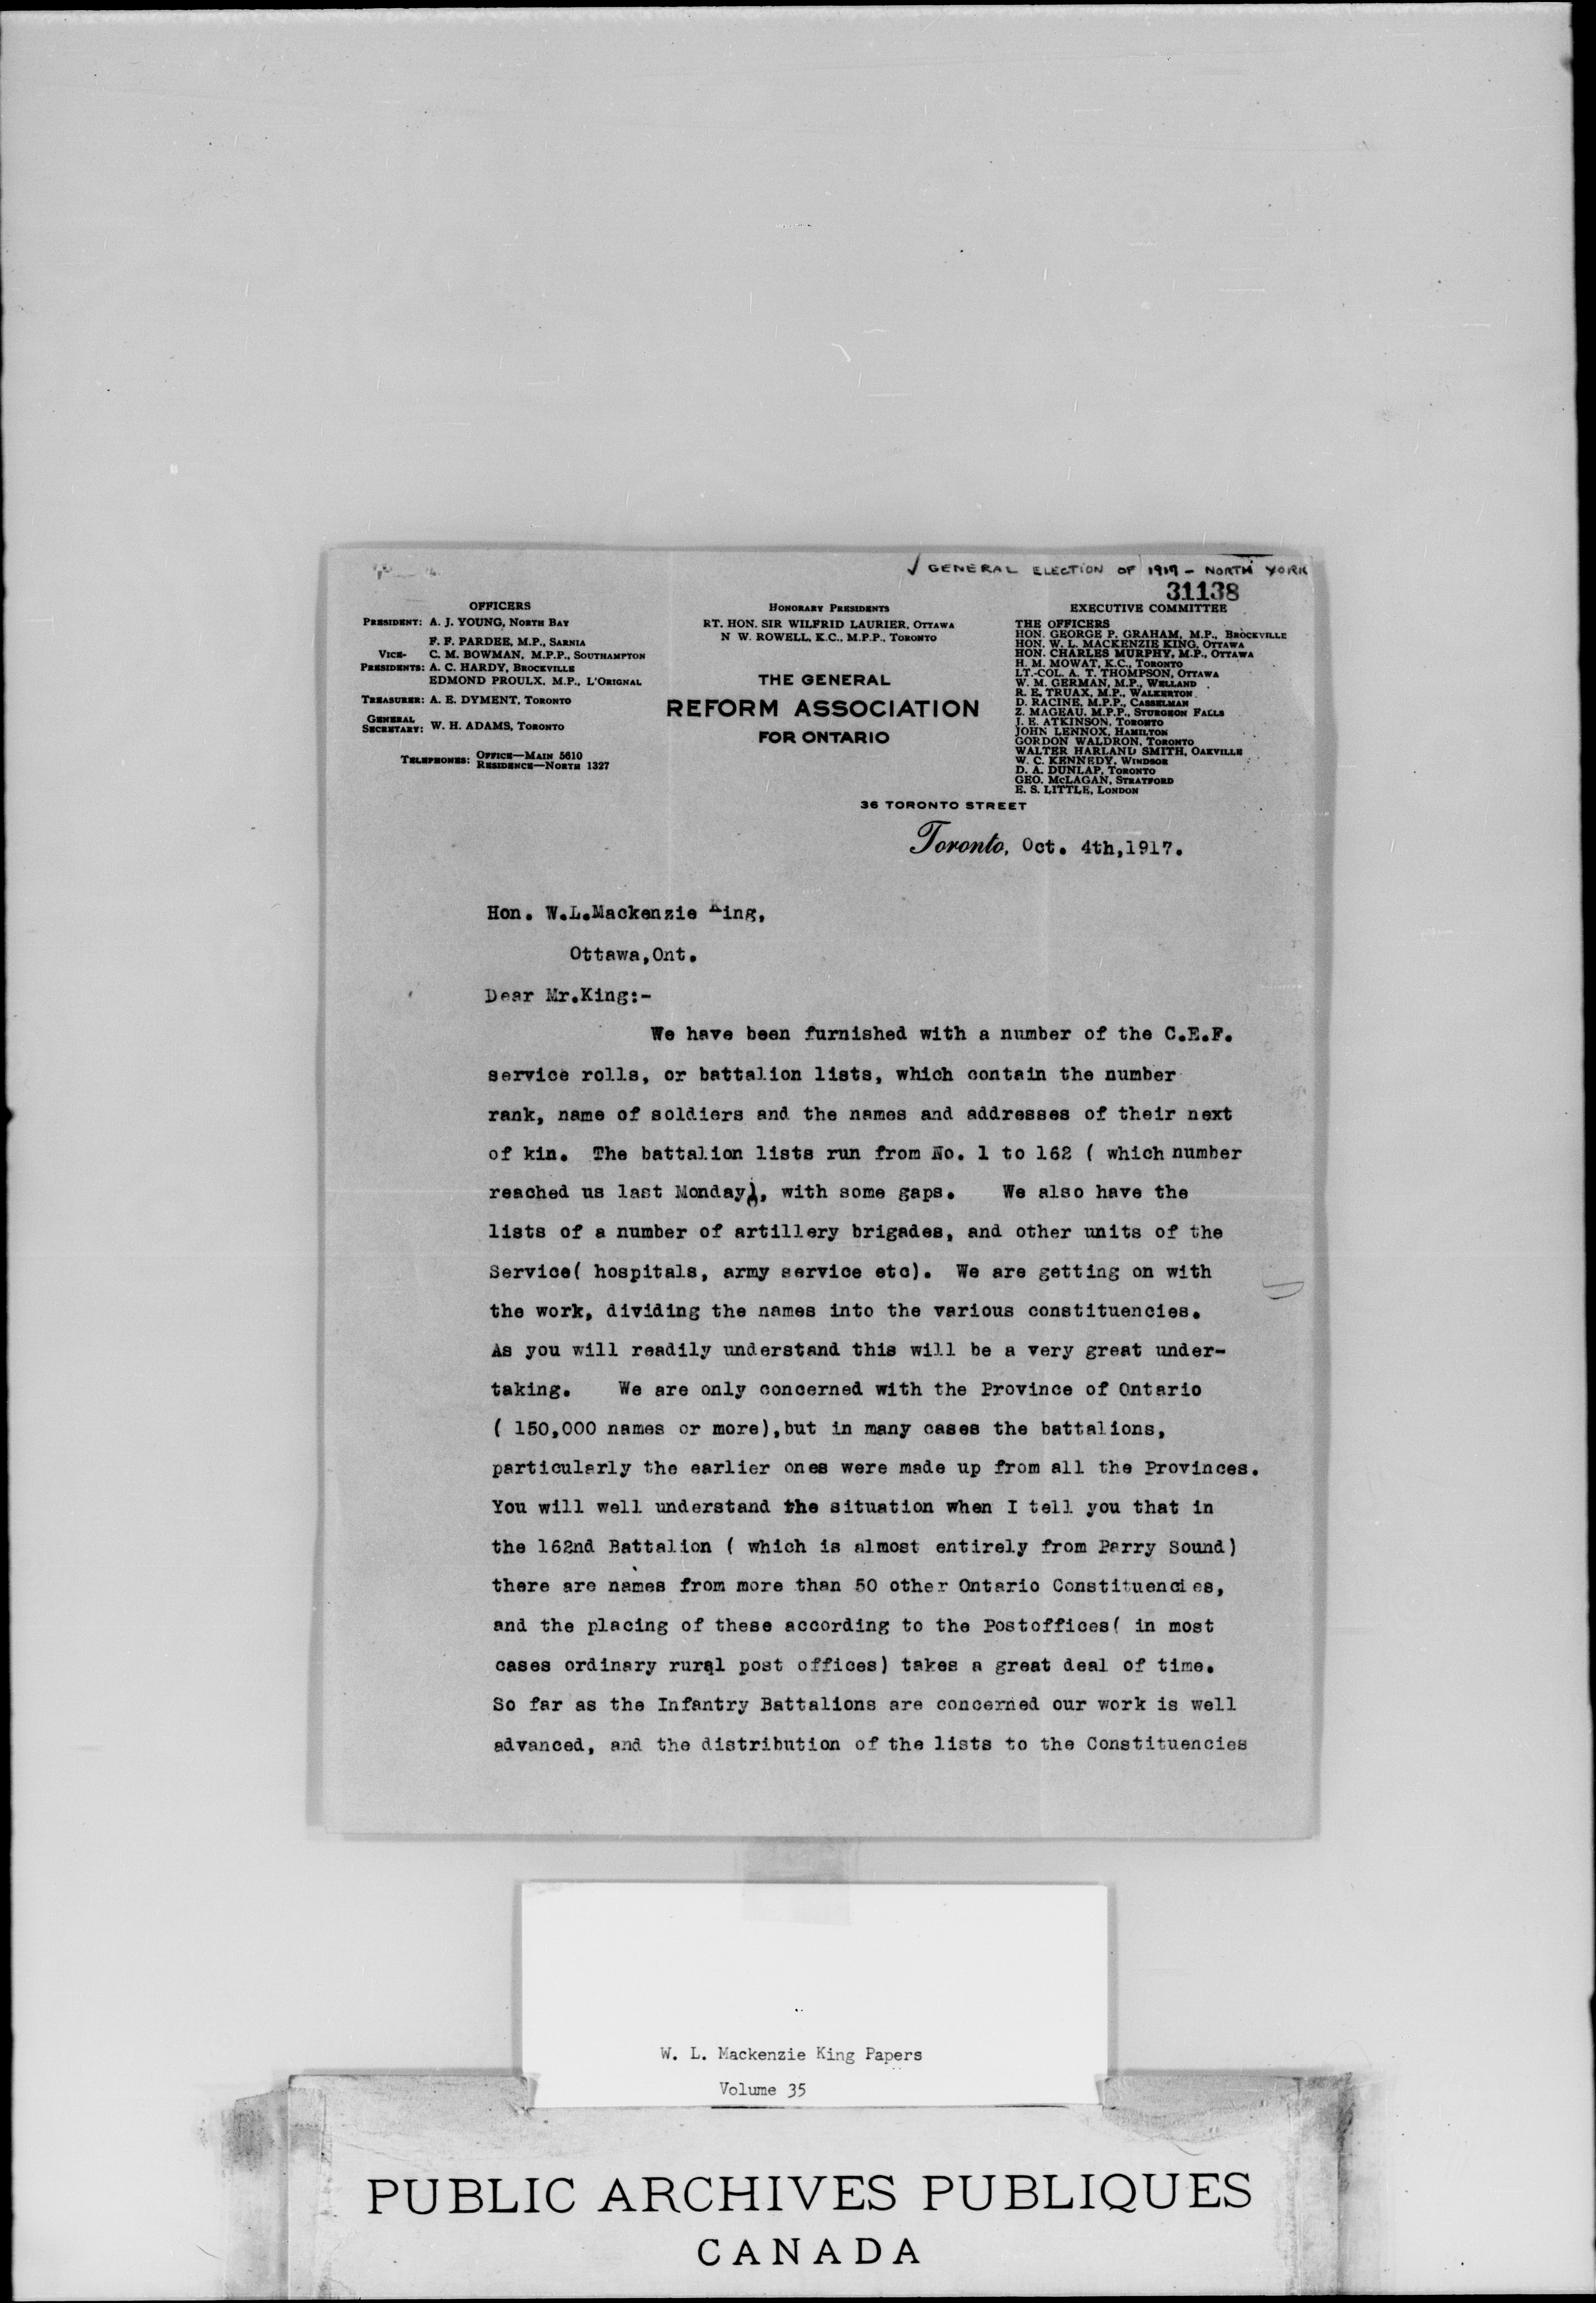 ✓ GENERAL ELECTION OF 1917 – NORTH YORK
31138
OFFICERS
PRESIDENT: A. J. YOUNG, NORTH BAY
VICE-PRESIDENTS: F. F. PARDEE, M.P., SARNIA
C. M. BOWMAN, M.P.P., SOUTHAMPTON
A. C. HARDY, BROCKVILLE
EDMOND PROULX, M.P., L'ORIGNAL
TREASURER: A. E. DYMENT, TORONTO
GENERAL SECRETARY: W. H. ADAMS, TORONTO
TELEPHONES: OFFICE—MAIN 5610
RESIDENCE—NORTH 1327
HONORARY PRESIDENTS
RT. HON. SIR WILFRID LAURIER, OTTAWA
N W. ROWELL, K.C., M.P.P., TORONTO
THE GENERAL
REFORM ASSOCIATION
FOR ONTARIO
EXECUTIVE COMMITTEE
THE OFFICERS
HON. GEORGE P. GRAHAM, M.P., BROCKVILLE
HON. W. L. MACKENZIE KING, OTTAWA
HON. CHARLES MURPHY, M.P., OTTAWA
H. M. MOWAT, K.C., TORONTO
LT.-COL. A. T. THOMPSON, OTTAWA
W. M. GERMAN, M.P., WELLAND
R. E. TRUAX, M.P., WALKERTON
D. RACINE, M.P.P., CASSELMAN
Z. MAGEAU, M.P.P., STURGEON FALLS
J. E. ATKINSON, TORONTO
JOHN LENNOX, HAMILTON
GORDON WALDRON, TORONTO
WALTER HARLAND SMITH, OAKVILLE
W. C. KENNEDY, WINDSOR
D. A. DUNLAP, TORONTO
GEO. McLAGAN, STRATFORD
E. S. LITTLE, LONDON
36 TORONTO STREET
Toronto, Oct. 4th,1917.
Hon. W.L.Mackenzie King,
Ottawa,Ont.
Dear Mr.King:-
We have been furnished with a number of the C.E.F.
service rolls, or battalion lists, which contain the number
rank, name of soldiers and the names and addresses of their next
of kin. The battalion lists run from No. 1 to 162 ( which number
reached us last Monday), with some gaps. We also have the
lists of a number of artillery brigades, and other units of the
Service( hospitals, army service etc). We are getting on with
the work, dividing the names into the various constituencies.
As you will readily understand this will be a very great under-
taking. We are only concerned with the Province of Ontario
( 150,000 names or more),but in many cases the battalions,
particularly the earlier ones were made up from all the Provinces.
You will well understand the situation when I tell you that in
the 162nd Battalion ( which is almost entirely from Parry Sound)
there are names from more than 50 other Ontario Constituencies,
and the placing of these according to the Postoffices( in most
cases ordinary rural post offices) takes a great deal of time.
So far as the Infantry Battalions are concerned our work is well
advanced, and the distribution of the lists to the Constituencies
W. L. Mackenzie King Papers
Volume 35
PUBLIC ARCHIVES PUBLIQUES
CANADA